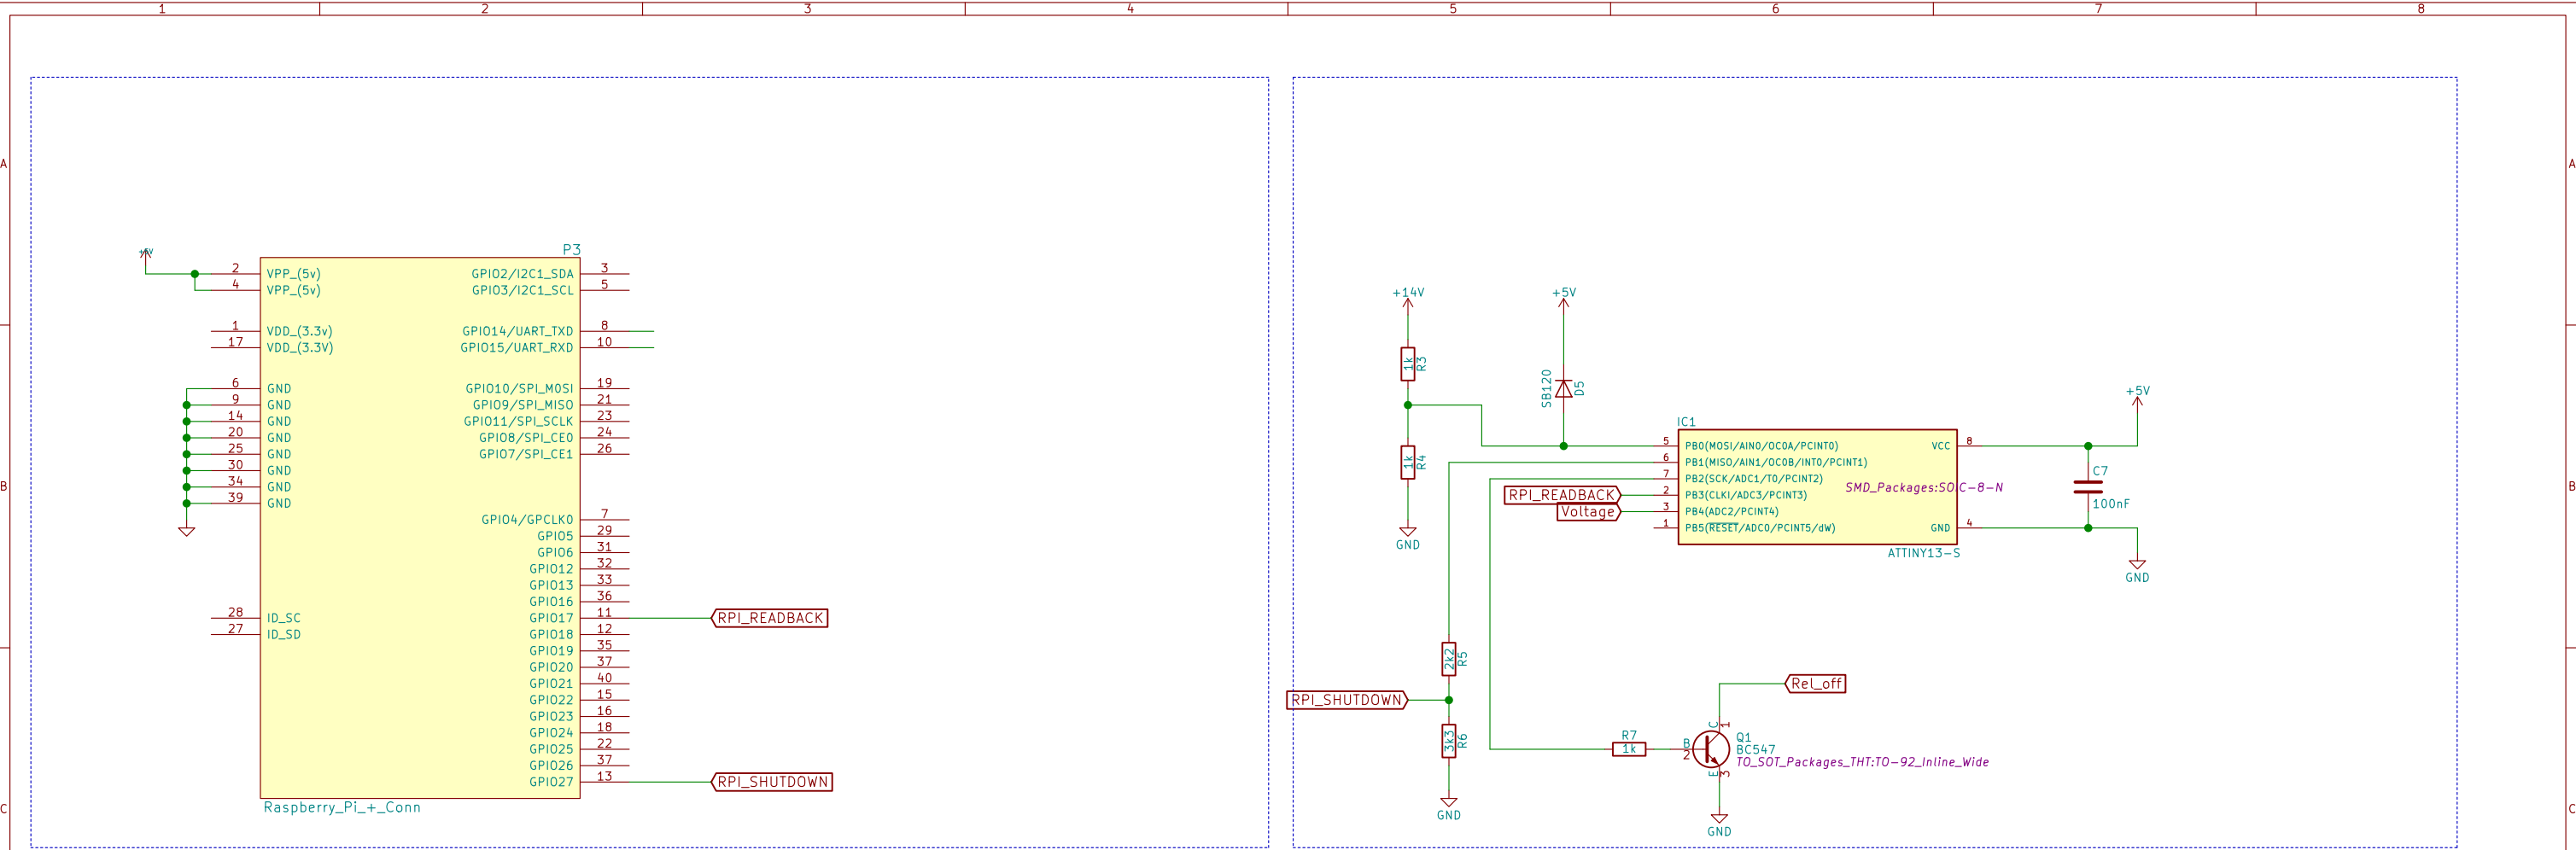 1 2 3 4 5 6 7 8
A A
B B
C C
+5V
P3
2 VPP_(5v)
4 VPP_(5v)
1 VDD_(3.3v)
17 VDD_(3.3V)
6 GND
9 GND
14 GND
20 GND
25 GND
30 GND
34 GND
39 GND
28 ID_SC
27 ID_SD
GPIO2/I2C1_SDA 3
GPIO3/I2C1_SCL 5
GPIO14/UART_TXD 8
GPIO15/UART_RXD 10
GPIO10/SPI_MOSI 19
GPIO9/SPI_MISO 21
GPIO11/SPI_SCLK 23
GPIO8/SPI_CE0 24
GPIO7/SPI_CE1 26
GPIO4/GPCLK0 7
GPIO5 29
GPIO6 31
GPIO12 32
GPIO13 33
GPIO16 36
GPIO17 11
GPIO18 12
GPIO19 35
GPIO20 37
GPIO21 40
GPIO22 15
GPIO23 16
GPIO24 18
GPIO25 22
GPIO26 37
GPIO27 13
RPI_READBACK
RPI_SHUTDOWN
Raspberry_Pi_+_Conn
+14V
1k R3
1k R4
GND
+5V
SB120 D5
IC1
5 PB0(MOSI/AIN0/OC0A/PCINT0)
6 PB1(MISO/AIN1/OC0B/INT0/PCINT1)
7 PB2(SCK/ADC1/T0/PCINT2)
2 PB3(CLKI/ADC3/PCINT3)
3 PB4(ADC2/PCINT4)
1 PB5(RESET/ADC0/PCINT5/dW)
VCC 8
GND 4
SMD_Packages:SOIC-8-N
ATTINY13-S
RPI_READBACK
Voltage
+5V
C7
100nF
GND
2k2 R5
RPI_SHUTDOWN
3k3 R6
GND
R7
1k
Rel_off
C 1
B 2
E 3
Q1
BC547
TO_SOT_Packages_THT:TO-92_Inline_Wide
GND